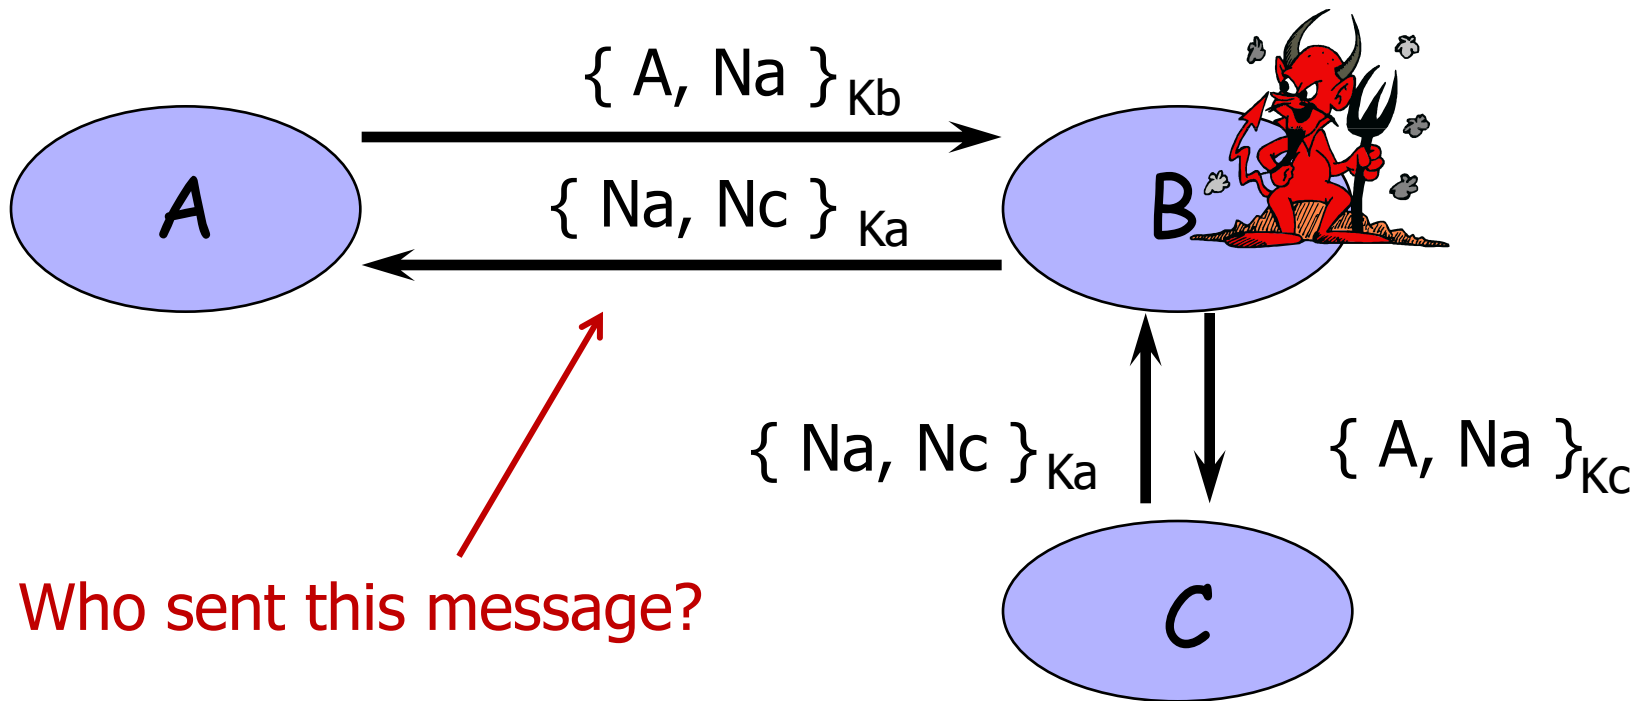 { A, Na }Kb
A
{ Na, Nc } Ka
B
{ Na, Nc }Ka
{ A, Na }Kc
Who sent this message?
C